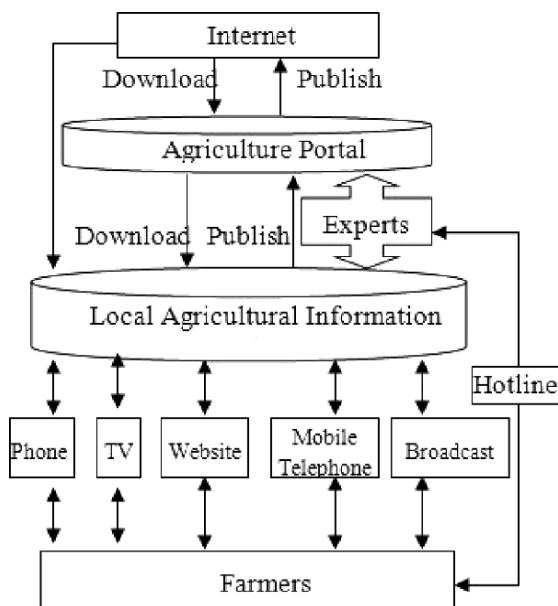 Internet
Download Publish
Agriculture Portal
Experts
Download Publish
Local Agricultural Information
Hotline
Phone
TV
Website
Mobile
Telephone
Broadcast
Farmers